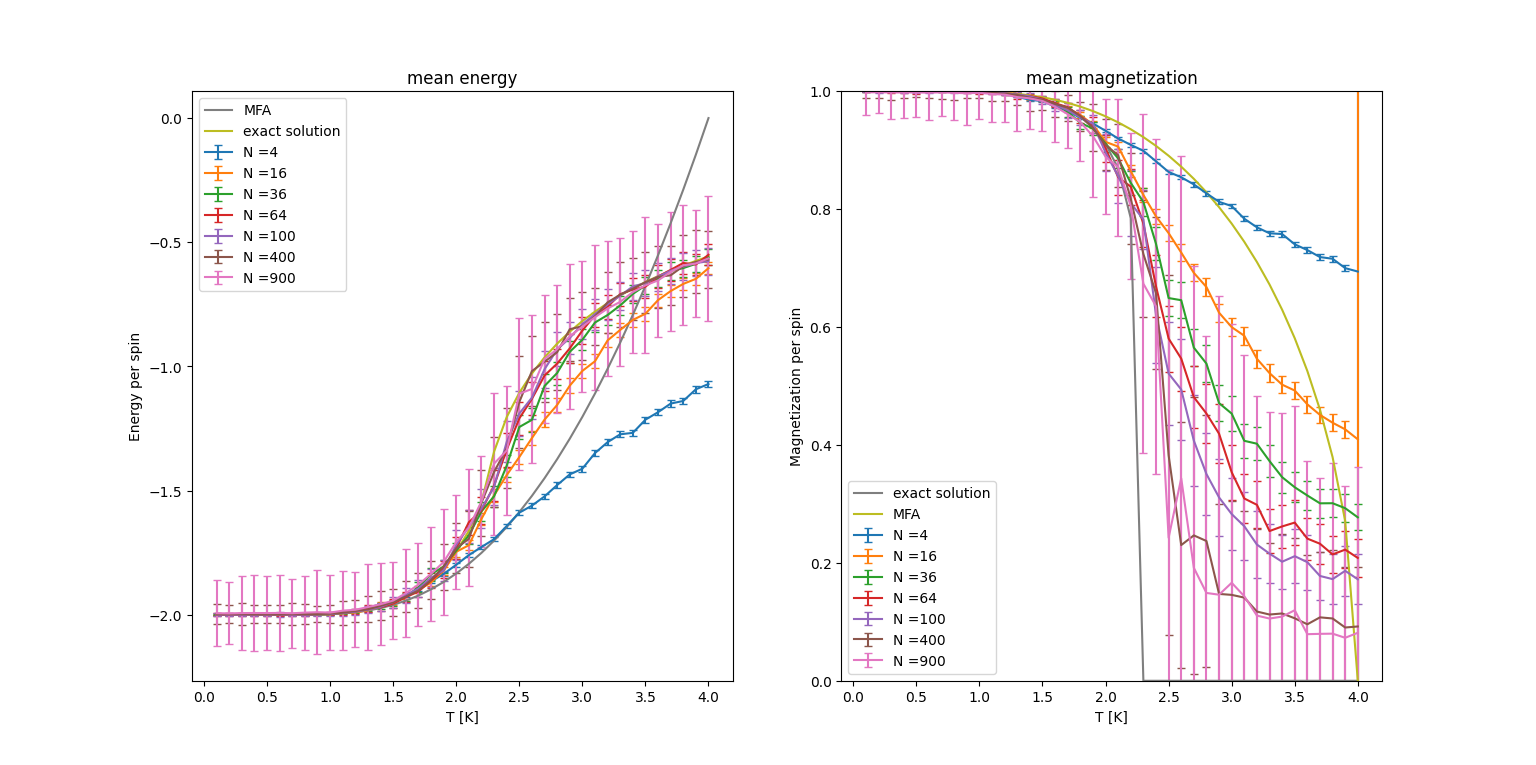 mean energy
Energy per spin
0.0
−0.5
−1.0
−1.5
−2.0
MFA
exact solution
N =4
N =16
N =36
N =64
N =100
N =400
N =900
0.0 0.5 1.0 1.5 2.0 2.5 3.0 3.5 4.0
T [K]
mean magnetization
Magnetization per spin
1.0
0.8
0.6
0.4
0.2
0.0
exact solution
MFA
N =4
N =16
N =36
N =64
N =100
N =400
N =900
0.0 0.5 1.0 1.5 2.0 2.5 3.0 3.5 4.0
T [K]